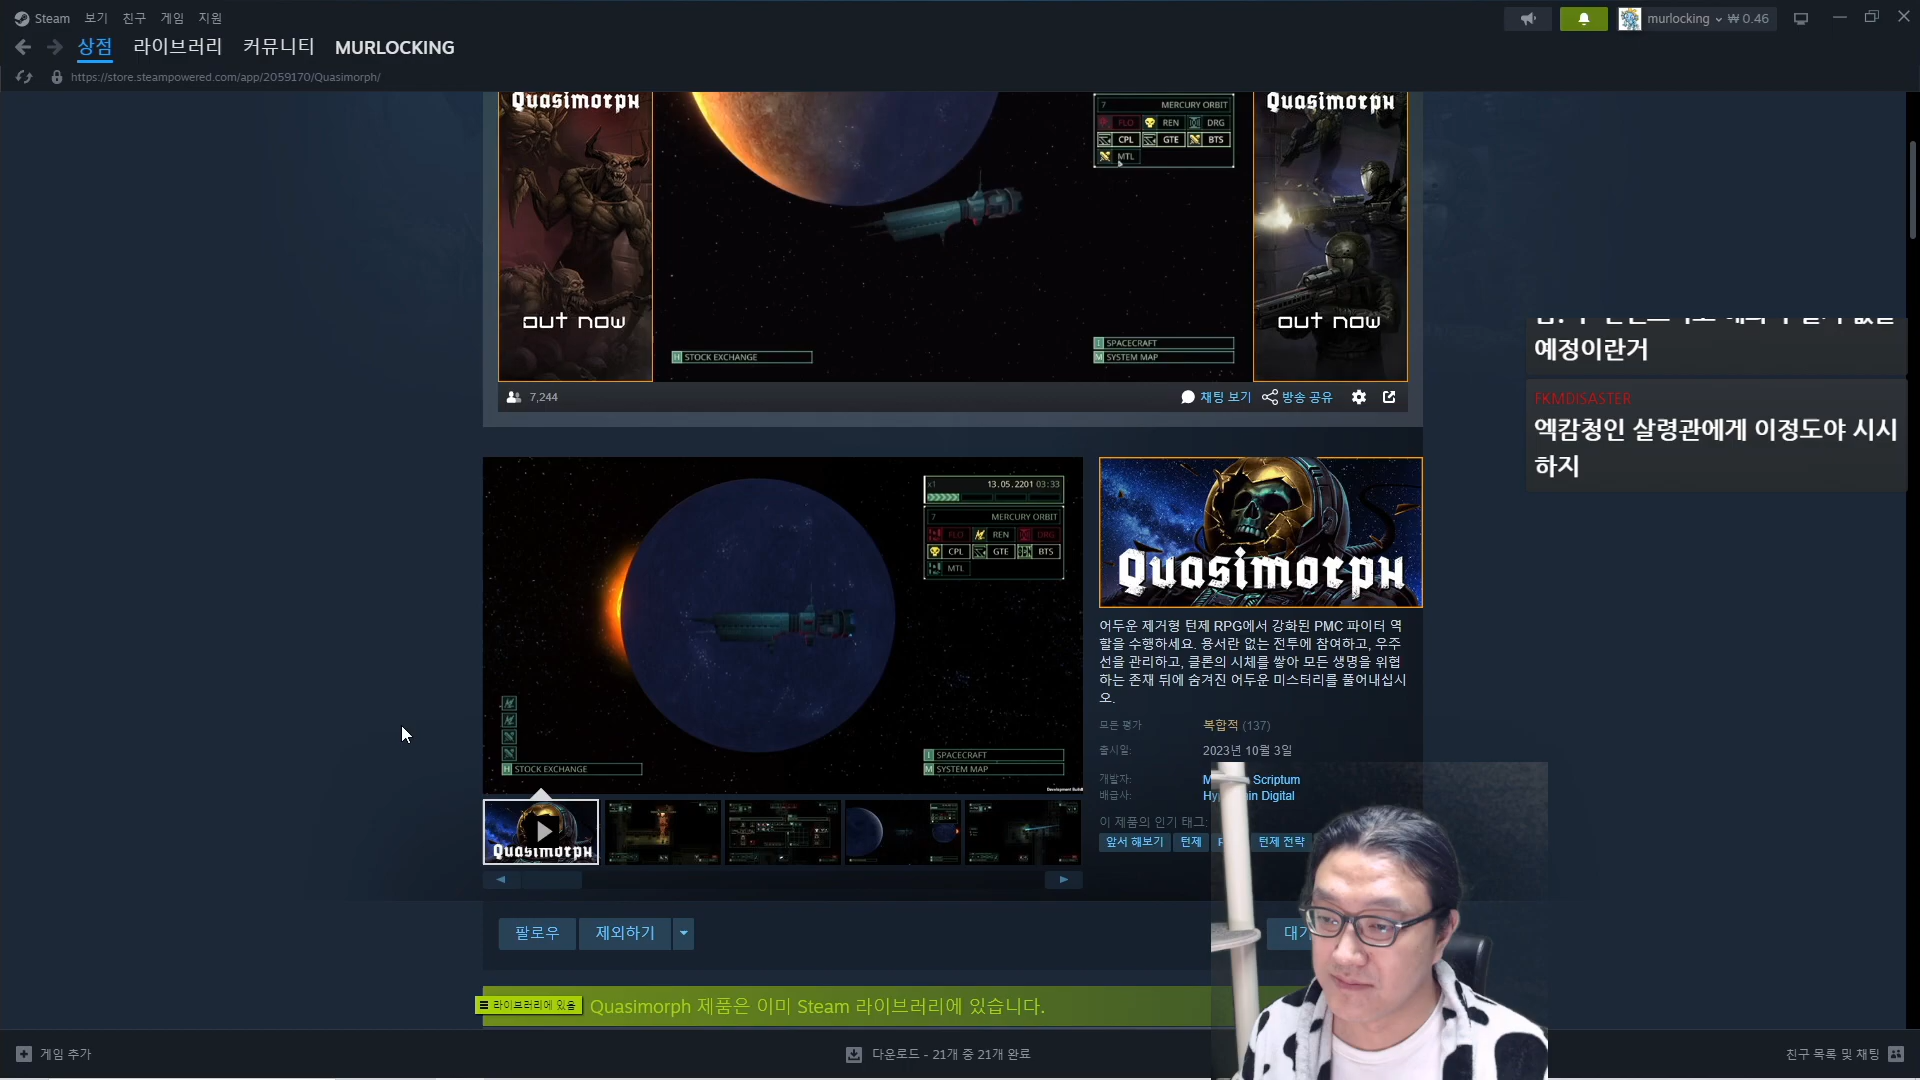 Steam 보기 친구 게임 지원
murlocking ₩ 0.46
상점 라이브러리 커뮤니티 MURLOCKING
https://store.steampowered.com/app/2059170/Quasimorph/
Quasimorph
Quasimorph
7 MERCURY ORBIT
FLO REN DRG
CPL GTE BTS
MTL
out now
out now
SPACECRAFT
H STOCK EXCHANGE
M SYSTEM MAP
예정이란거
7,244
채팅 보기 방송 공유
FKMDISASTER
엑캄청인 살령관에게 이정도야 시시
하지
x1 13.05.2201 03:33
7 MERCURY ORBIT
FLO REN DRG
CPL GTE BTS
MTL
SPACECRAFT
H STOCK EXCHANGE
M SYSTEM MAP
Development Build
Quasimorph
어두운 제거형 턴제 RPG에서 강화된 PMC 파이터 역
할을 수행하세요. 용서란 없는 전투에 참여하고, 우주
선을 관리하고, 클론의 시체를 쌓아 모든 생명을 위협
하는 존재 뒤에 숨겨진 어두운 미스터리를 풀어내십시
오.
모든 평가 복합적 (137)
출시일: 2023년 10월 3일
개발자: Scriptum
배급사: Digital
이 제품의 인기 태그:
앞서 해보기 턴제 턴제 전략
Quasimorph
팔로우 제외하기
라이브러리에 있음 Quasimorph 제품은 이미 Steam 라이브러리에 있습니다.
게임 추가
다운로드 - 21개 중 21개 완료
친구 목록 및 채팅